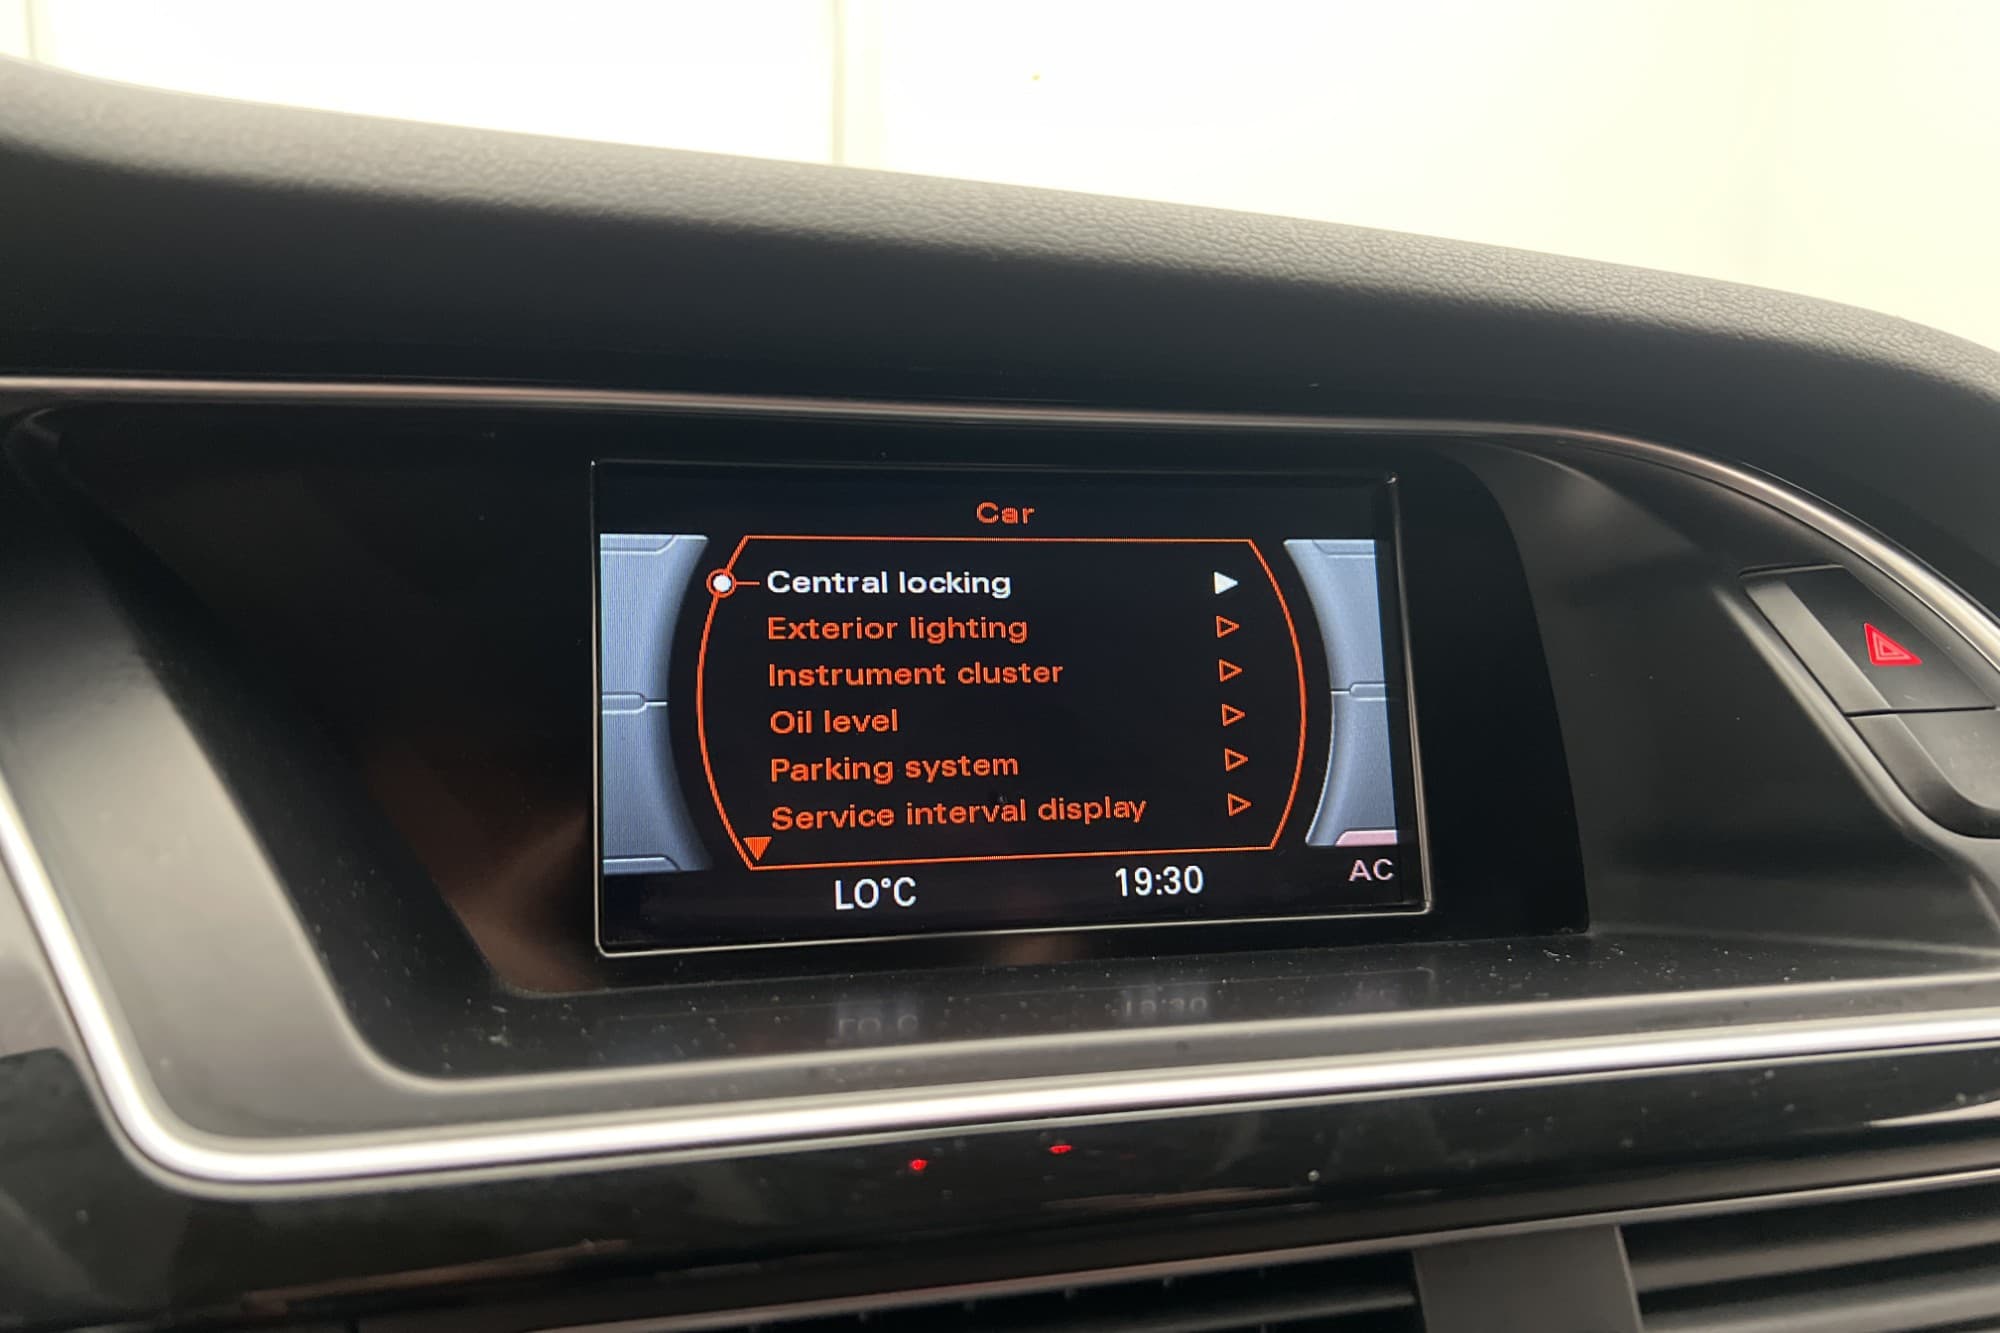 Car
Central locking
Exterior lighting
Instrument cluster
Oil level
Parking system
Service interval display
LO°C 19:30 AC